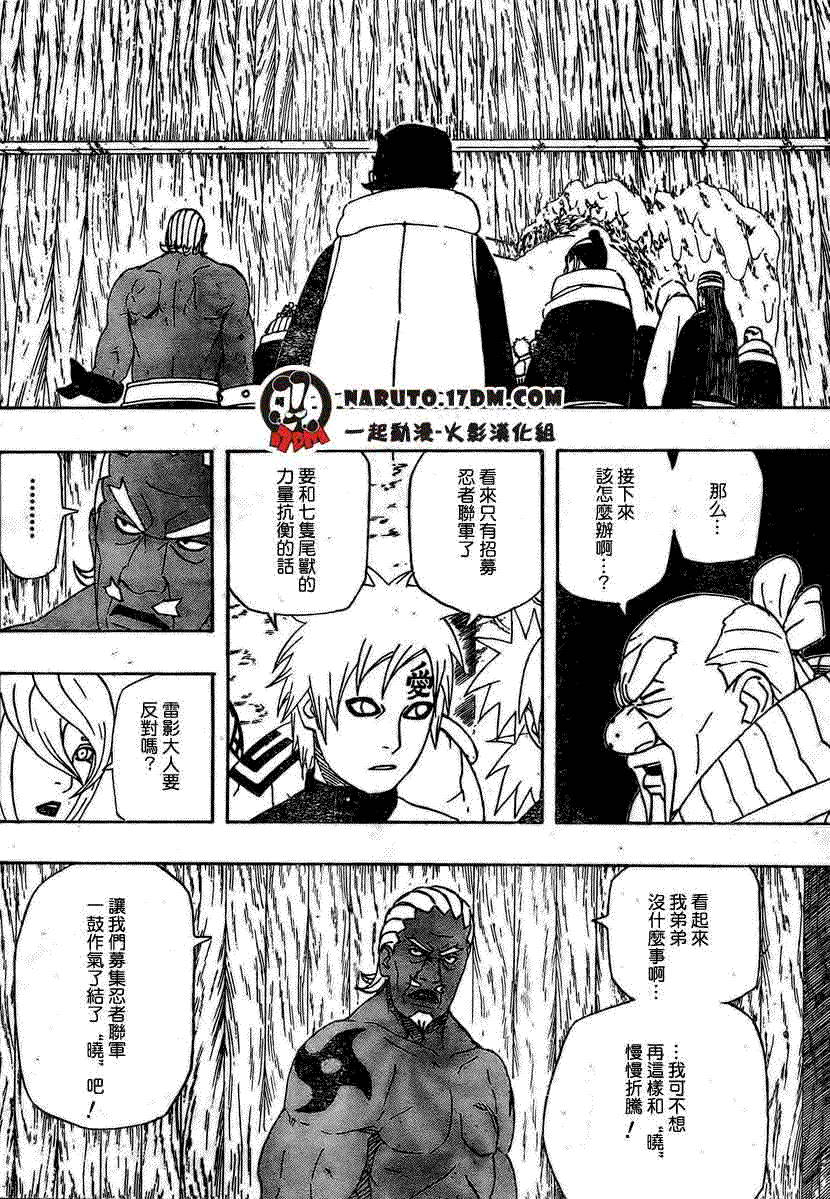 NARUTO.17DM.COM
一起動漫-火影漢化組
17DM
那么…
接下來
該怎麼辦啊…?
看來只有招募
忍者聯軍了
要和七隻尾獸的
力量抗衡的話
愛
………
雷影大人要
反對嗎?
看起來
我弟弟
沒什麼事啊…
…我可不想
再這樣和“曉”
慢慢折騰!
讓我們募集忍者聯軍
一鼓作氣了結了“曉”吧!